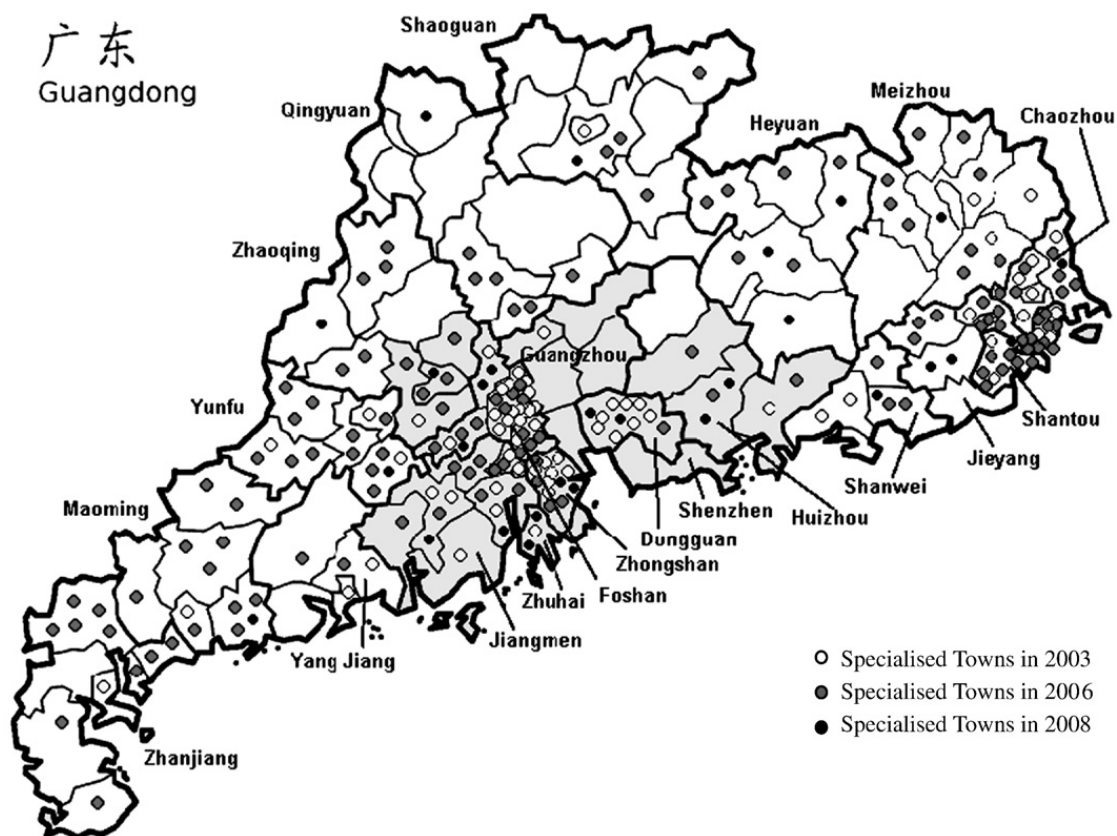 广东
Guangdong
Shaoguan
Qingyuan
Meizhou
Chaozhou
Heyuan
Zhaoqing
Guangzhou
Yunfu
Shantou
Jieyang
Shanwei
Maoming
Shenzhen
Huizhou
Dungguan
Zhongshan
Zhuhai
Foshan
Jiangmen
Yang Jiang
Zhanjiang
Specialised Towns in 2003
Specialised Towns in 2006
Specialised Towns in 2008